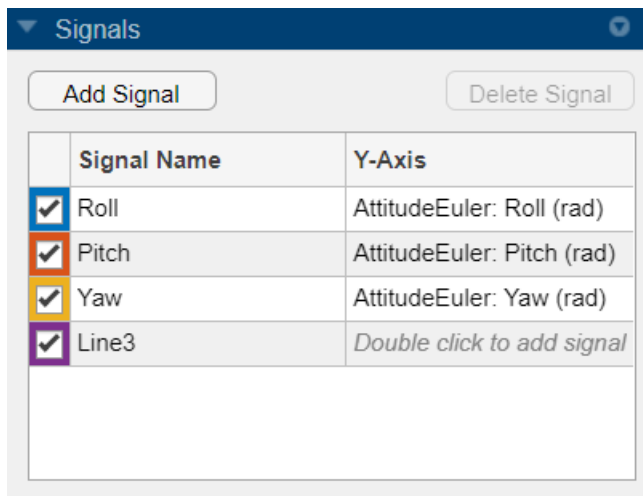 Signals
Add Signal Delete Signal
Signal Name Y-Axis
Roll AttitudeEuler: Roll (rad)
Pitch AttitudeEuler: Pitch (rad)
Yaw AttitudeEuler: Yaw (rad)
Line3 Double click to add signal